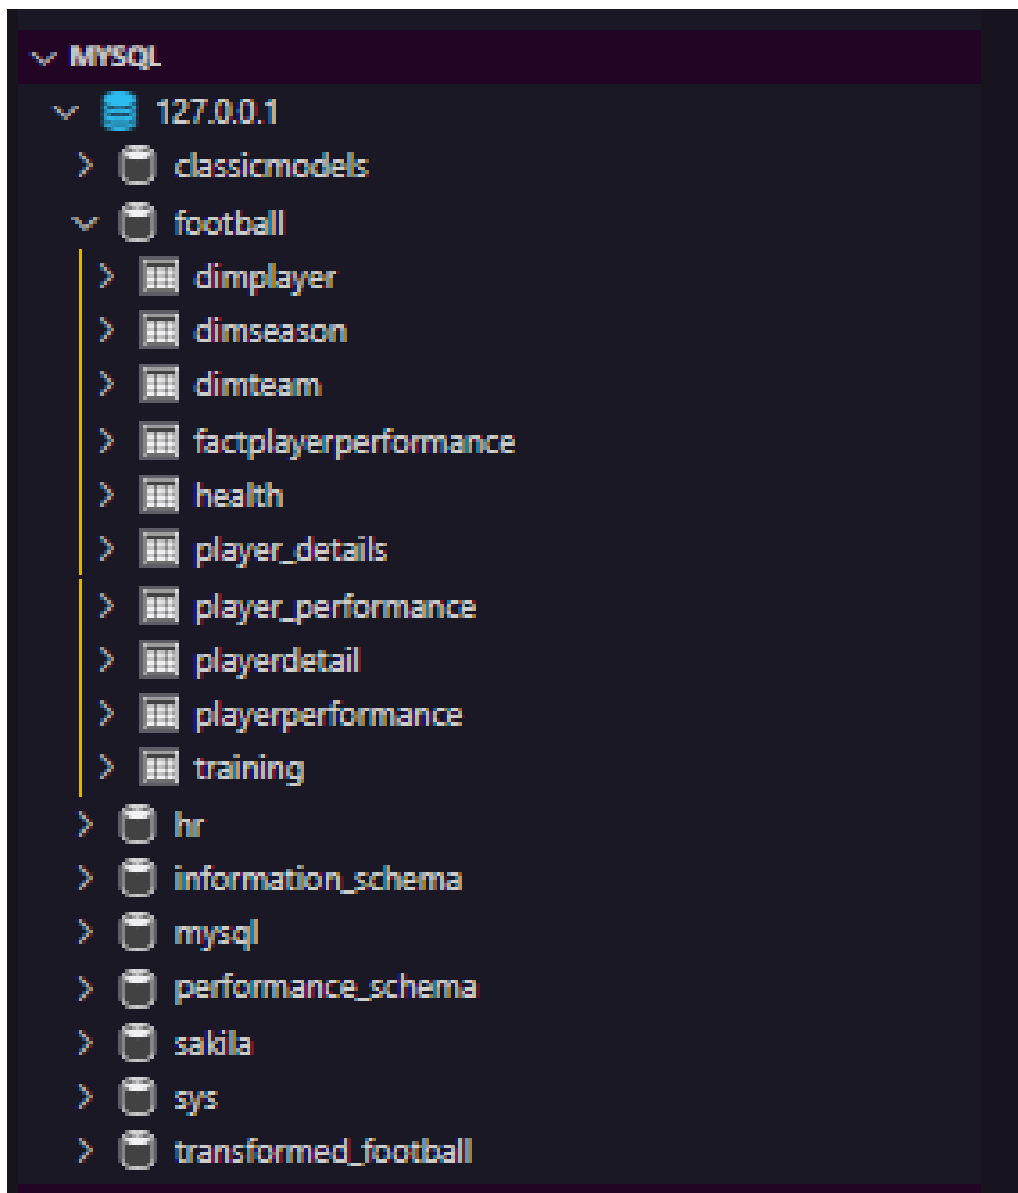 MYSQL
127.0.0.1
classicmodels
football
dimplayer
dimseason
dimteam
factplayerperformance
health
player_details
player_performance
playerdetail
playerperformance
training
hr
information_schema
mysql
performance_schema
sakila
sys
transformed_football